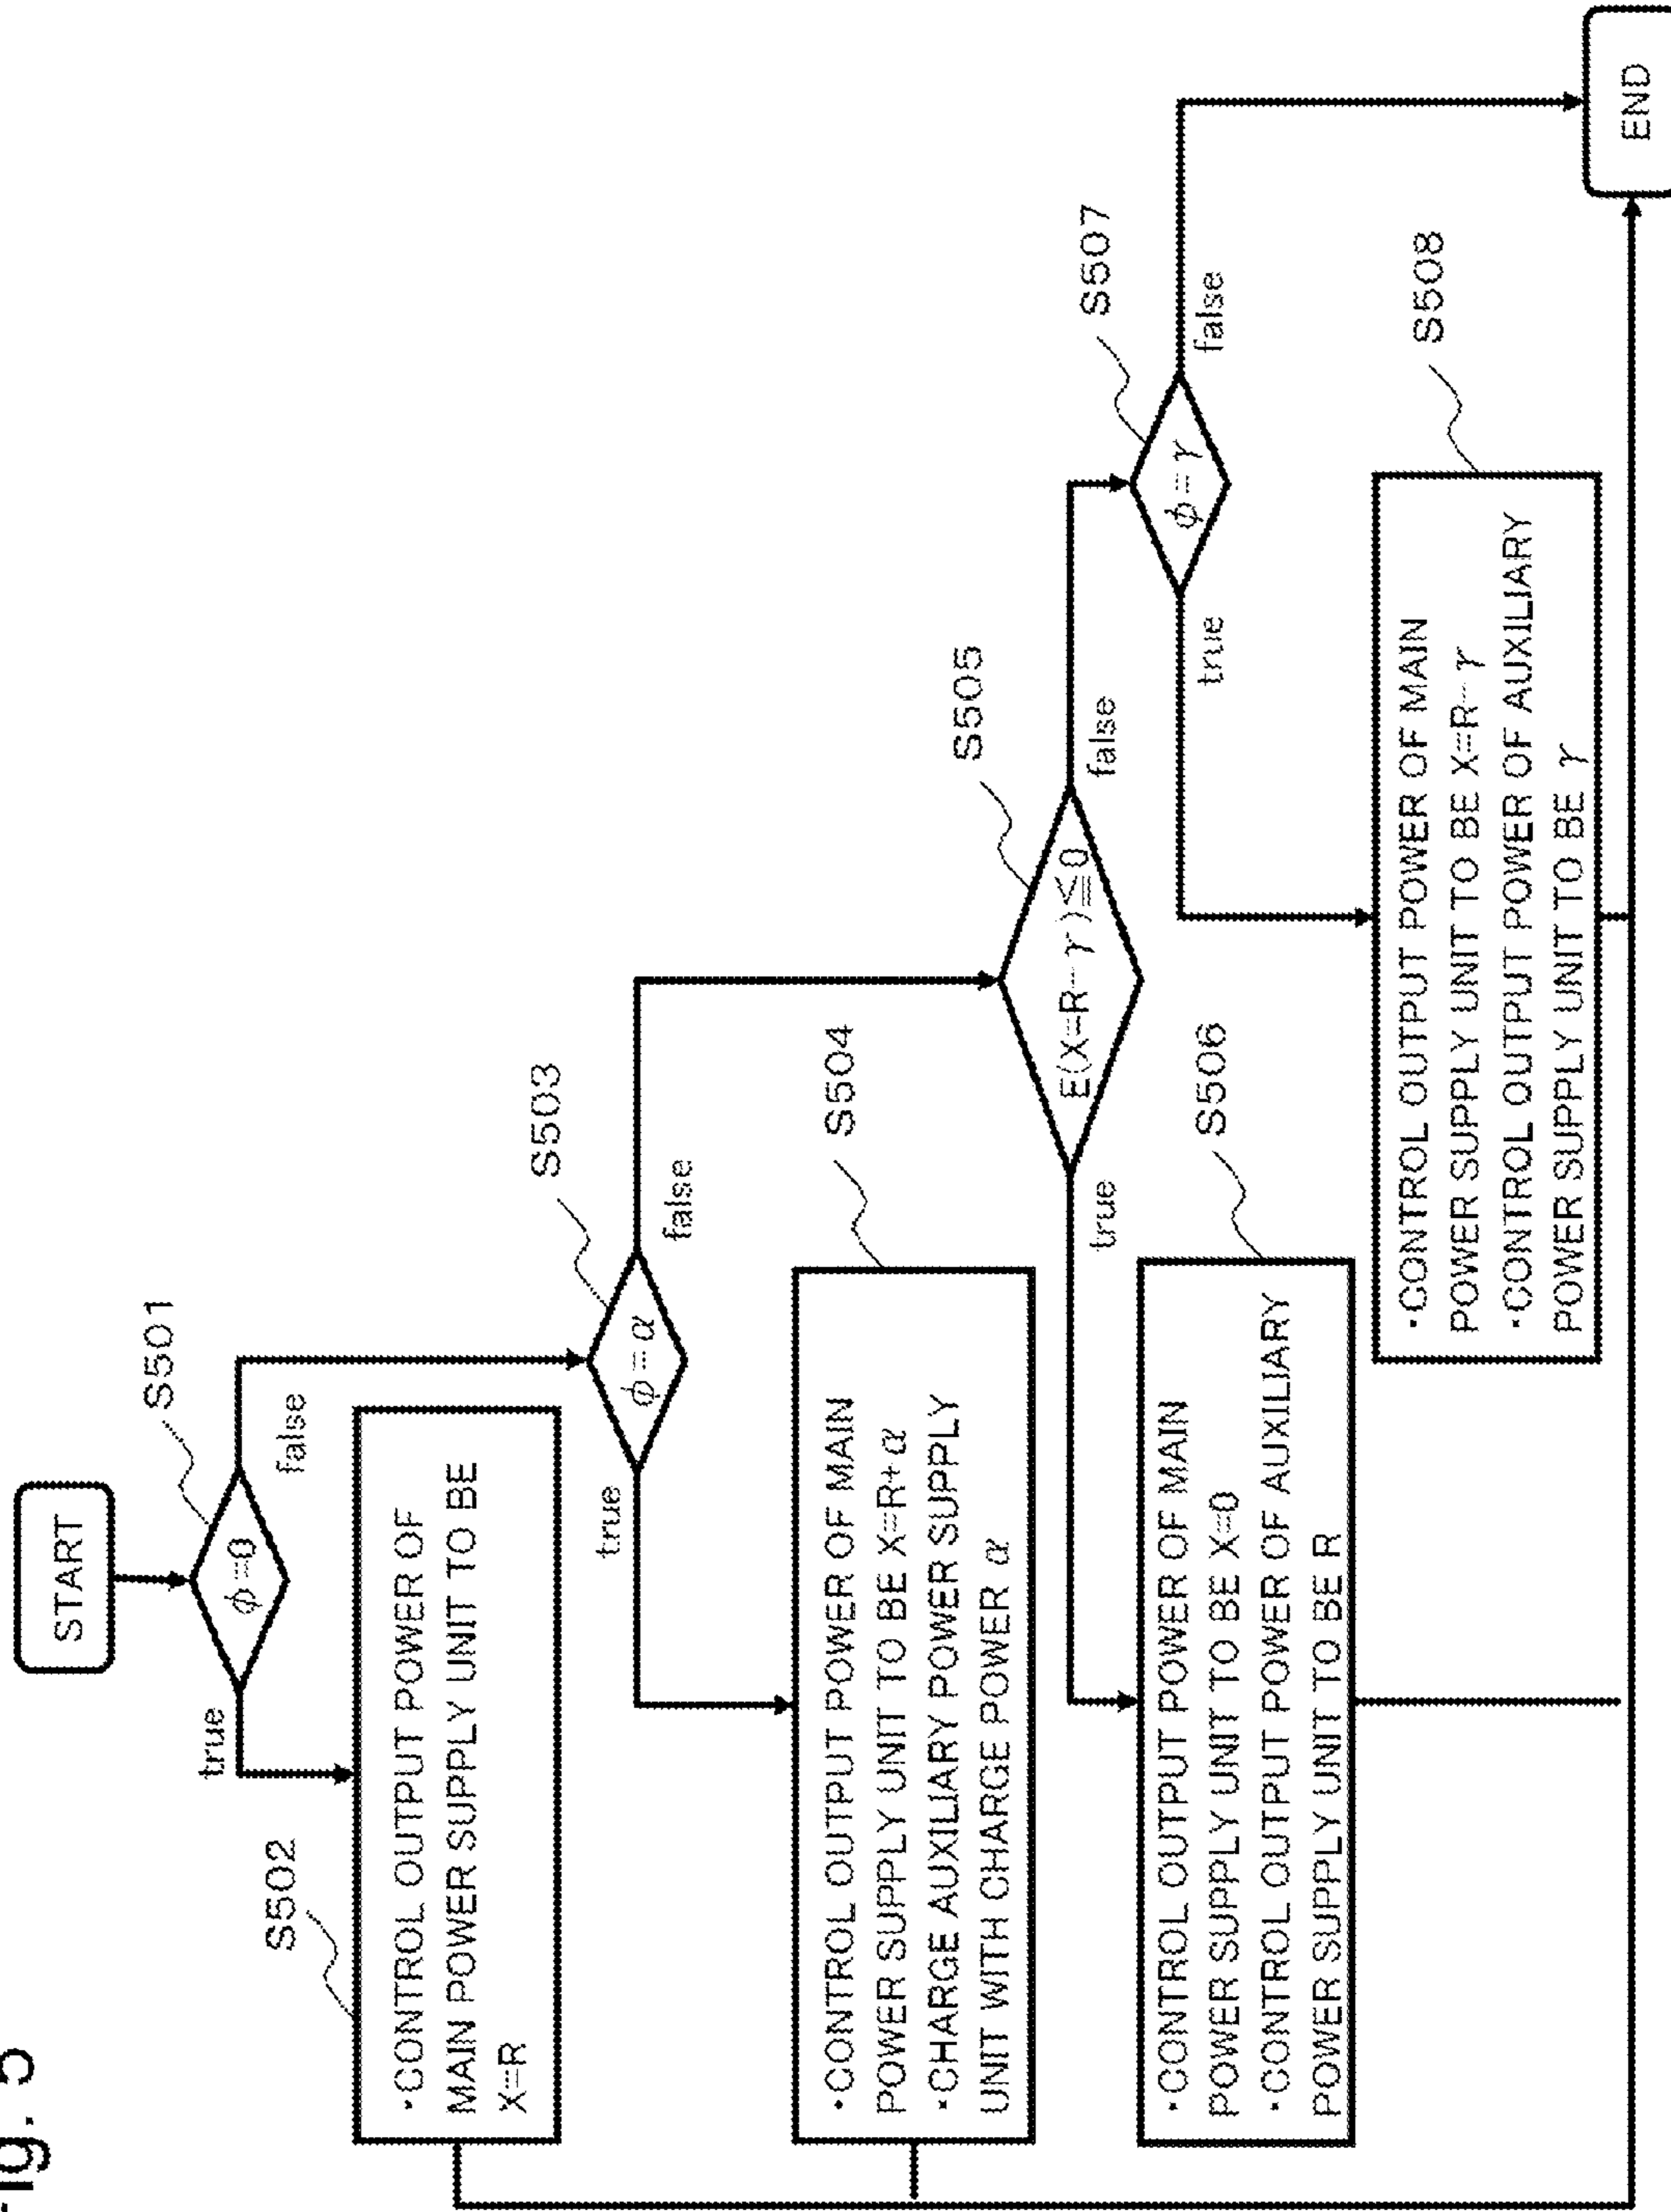 Fig. 5
START
S501
ϕ=0
true
false
S502
・CONTROL OUTPUT POWER OF
MAIN POWER SUPPLY UNIT TO BE
X=R
S503
ϕ=α
true
false
S504
・CONTROL OUTPUT POWER OF MAIN
POWER SUPPLY UNIT TO BE X=R+α
・CHARGE AUXILIARY POWER SUPPLY
UNIT WITH CHARGE POWER α
S505
E(X=R-γ)≦0
true
false
S506
・CONTROL OUTPUT POWER OF MAIN
POWER SUPPLY UNIT TO BE X=0
・CONTROL OUTPUT POWER OF AUXILIARY
POWER SUPPLY UNIT TO BE R
S507
ϕ=γ
true
false
S508
・CONTROL OUTPUT POWER OF MAIN
POWER SUPPLY UNIT TO BE X=R-γ
・CONTROL OUTPUT POWER OF AUXILIARY
POWER SUPPLY UNIT TO BE γ
END